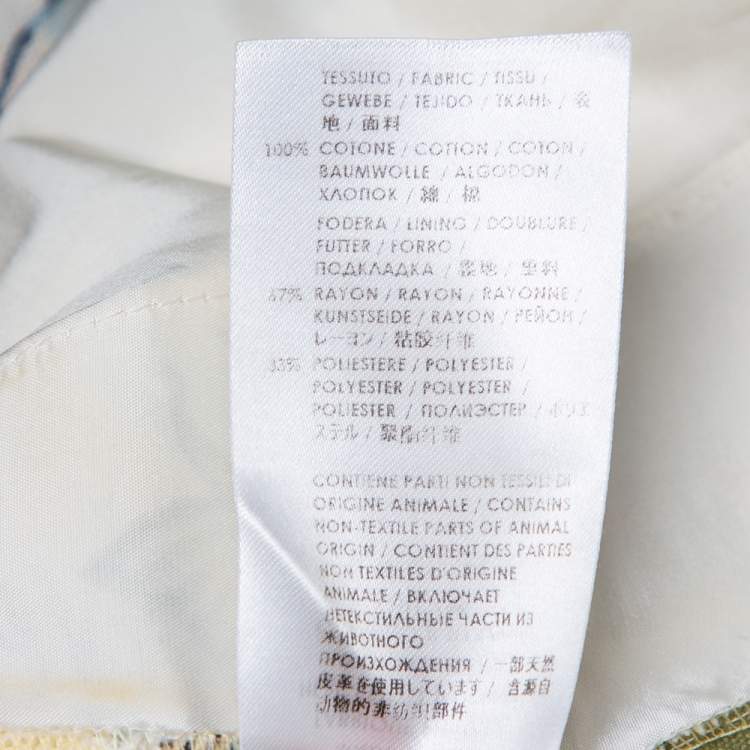 TESSUTO / FABRIC / TISSU /
GEWEBE / TEJIDO / ТКАНЬ / 表
地 / 面料
100% COTONE / COTTON / COTON /
BAUMWOLLE / ALGODON /
ХЛОПОК / 綿 / 棉
FODERA / LINING / DOUBLURE /
FUTTER / FORRO /
ПОДКЛАДКА / 裏地 / 里料
67% RAYON / RAYON / RAYONNE /
KUNSTSEIDE / RAYON / РЕЙОН /
レーヨン / 粘胶纤维
33% POLIESTERE / POLYESTER /
POLYESTER / POLYESTER /
POLIESTER / ПОЛИЭСТЕР / ポリエ
ステル / 聚酯纤维
CONTIENE PARTI NON TESSILI DI
ORIGINE ANIMALE / CONTAINS
NON-TEXTILE PARTS OF ANIMAL
ORIGIN / CONTIENT DES PARTIES
NON TEXTILES D'ORIGINE
ANIMALE / ВКЛЮЧАЕТ
НЕТЕКСТИЛЬНЫЕ ЧАСТИ ИЗ
ЖИВОТНОГО
ПРОИСХОЖДЕНИЯ / 一部天然
皮革を使用しています / 含源自
动物的非纺织部件